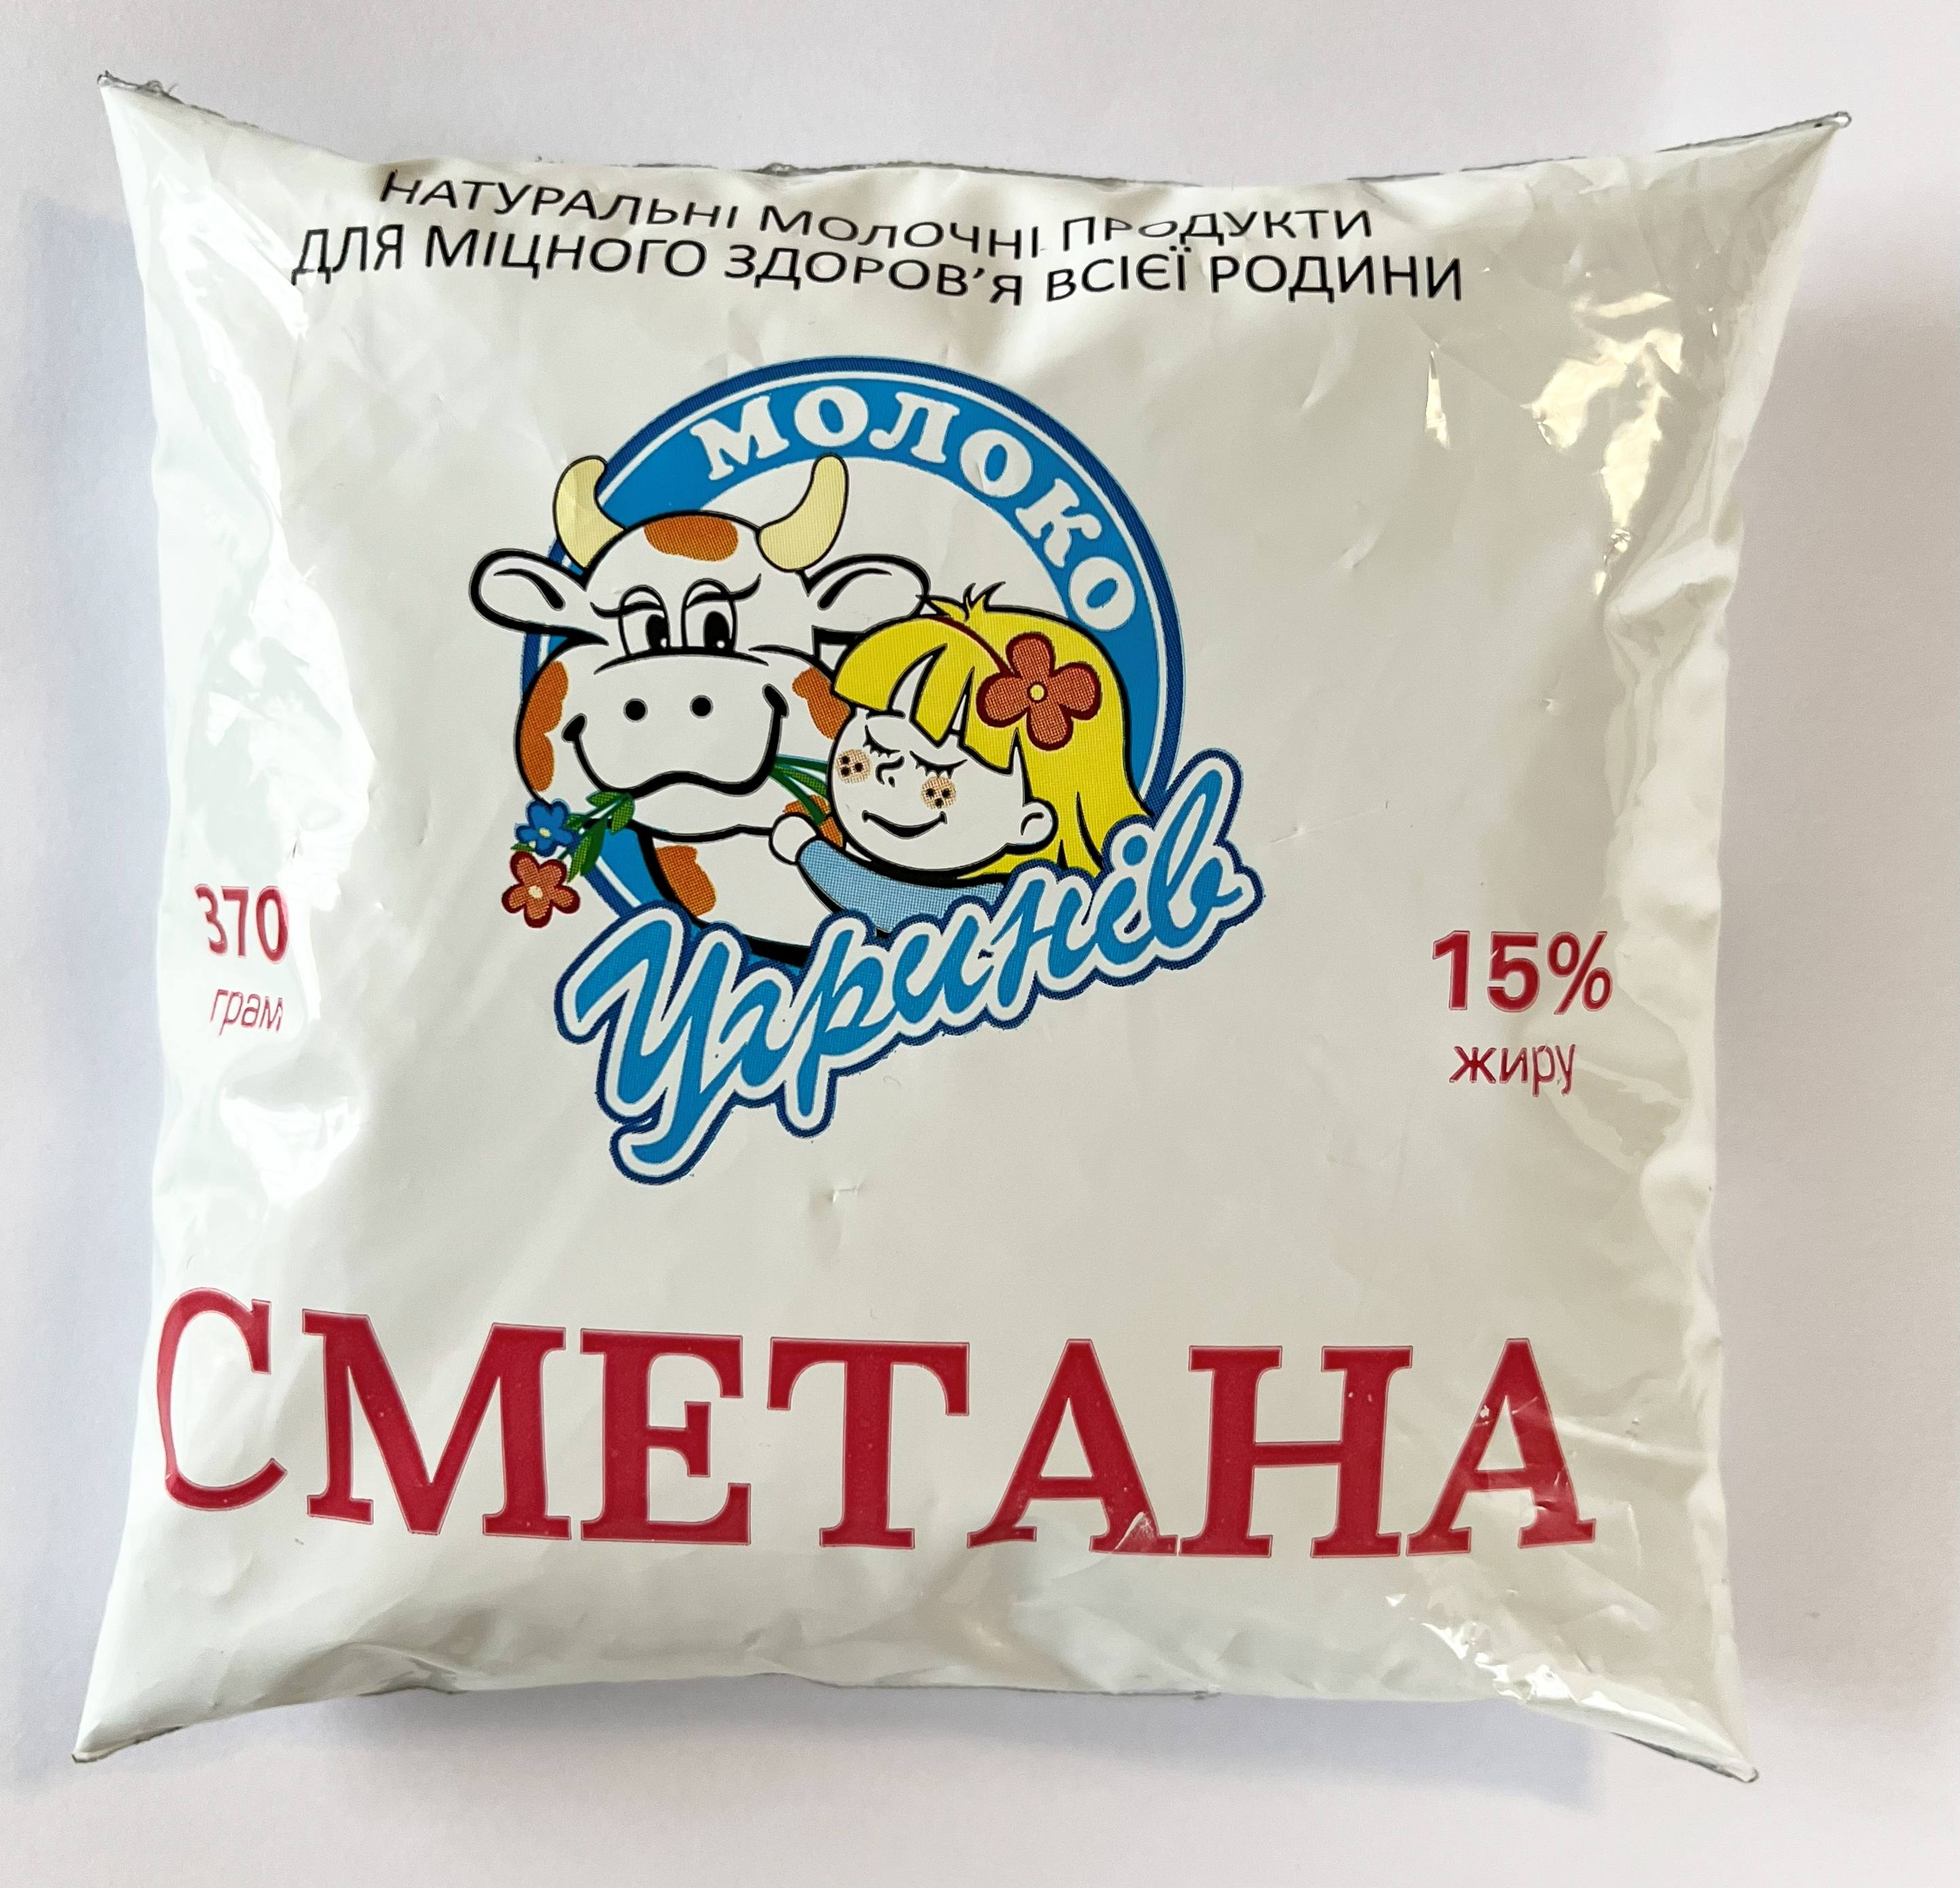 НАТУРАЛЬНІ МОЛОЧНІ ПРОДУКТИ
ДЛЯ МІЦНОГО ЗДОРОВ'Я ВСІЄЇ РОДИНИ
МОЛОКО
Угринів
370
грам
15%
жиру
СМЕТАНА